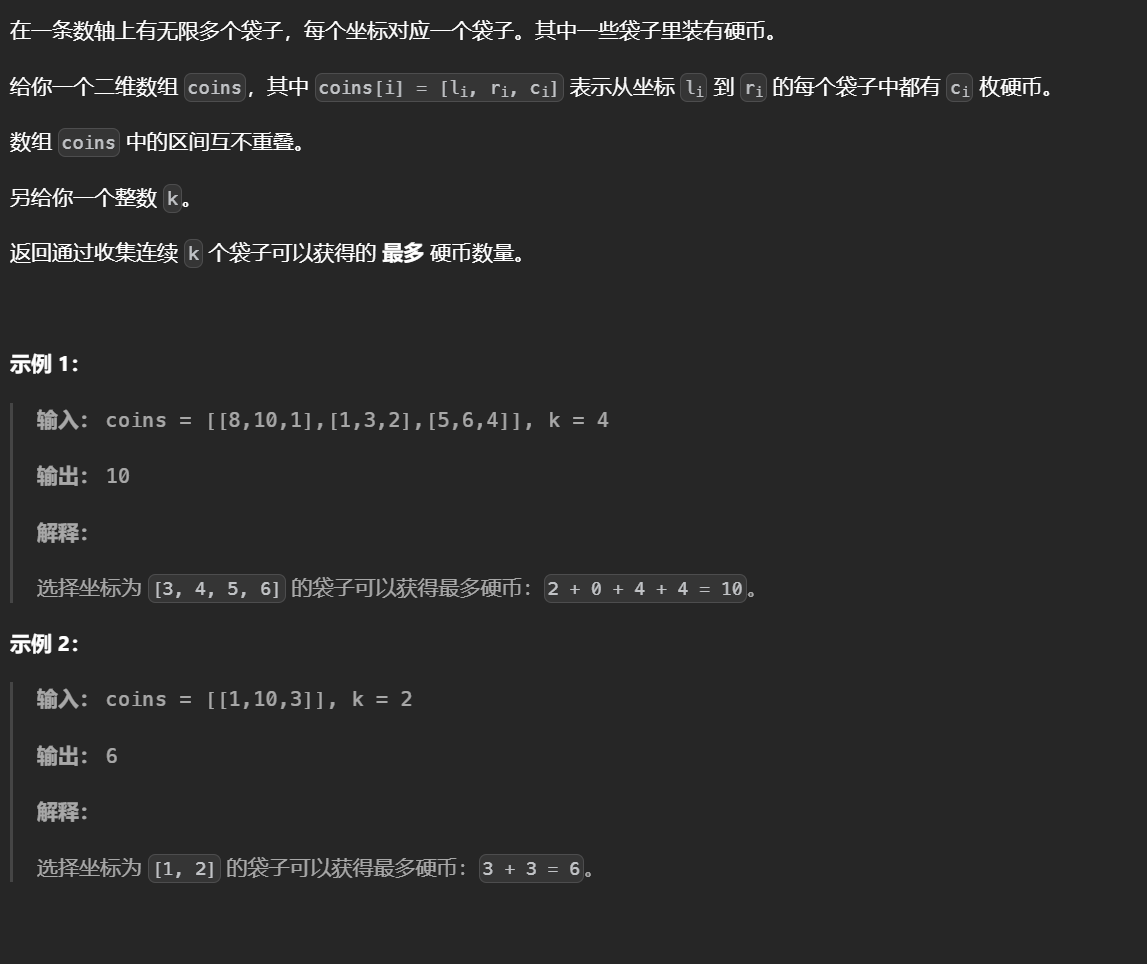 在一条数轴上有无限多个袋子，每个坐标对应一个袋子。其中一些袋子里装有硬币。
给你一个二维数组 coins，其中 coins[i] = [lᵢ, rᵢ, cᵢ] 表示从坐标 lᵢ 到 rᵢ 的每个袋子中都有 cᵢ 枚硬币。
数组 coins 中的区间互不重叠。
另给你一个整数 k。
返回通过收集连续 k 个袋子可以获得的 最多 硬币数量。
示例 1：
输入： coins = [[8,10,1],[1,3,2],[5,6,4]], k = 4
输出： 10
解释：
选择坐标为 [3, 4, 5, 6] 的袋子可以获得最多硬币：2 + 0 + 4 + 4 = 10。
示例 2：
输入： coins = [[1,10,3]], k = 2
输出： 6
解释：
选择坐标为 [1, 2] 的袋子可以获得最多硬币：3 + 3 = 6。